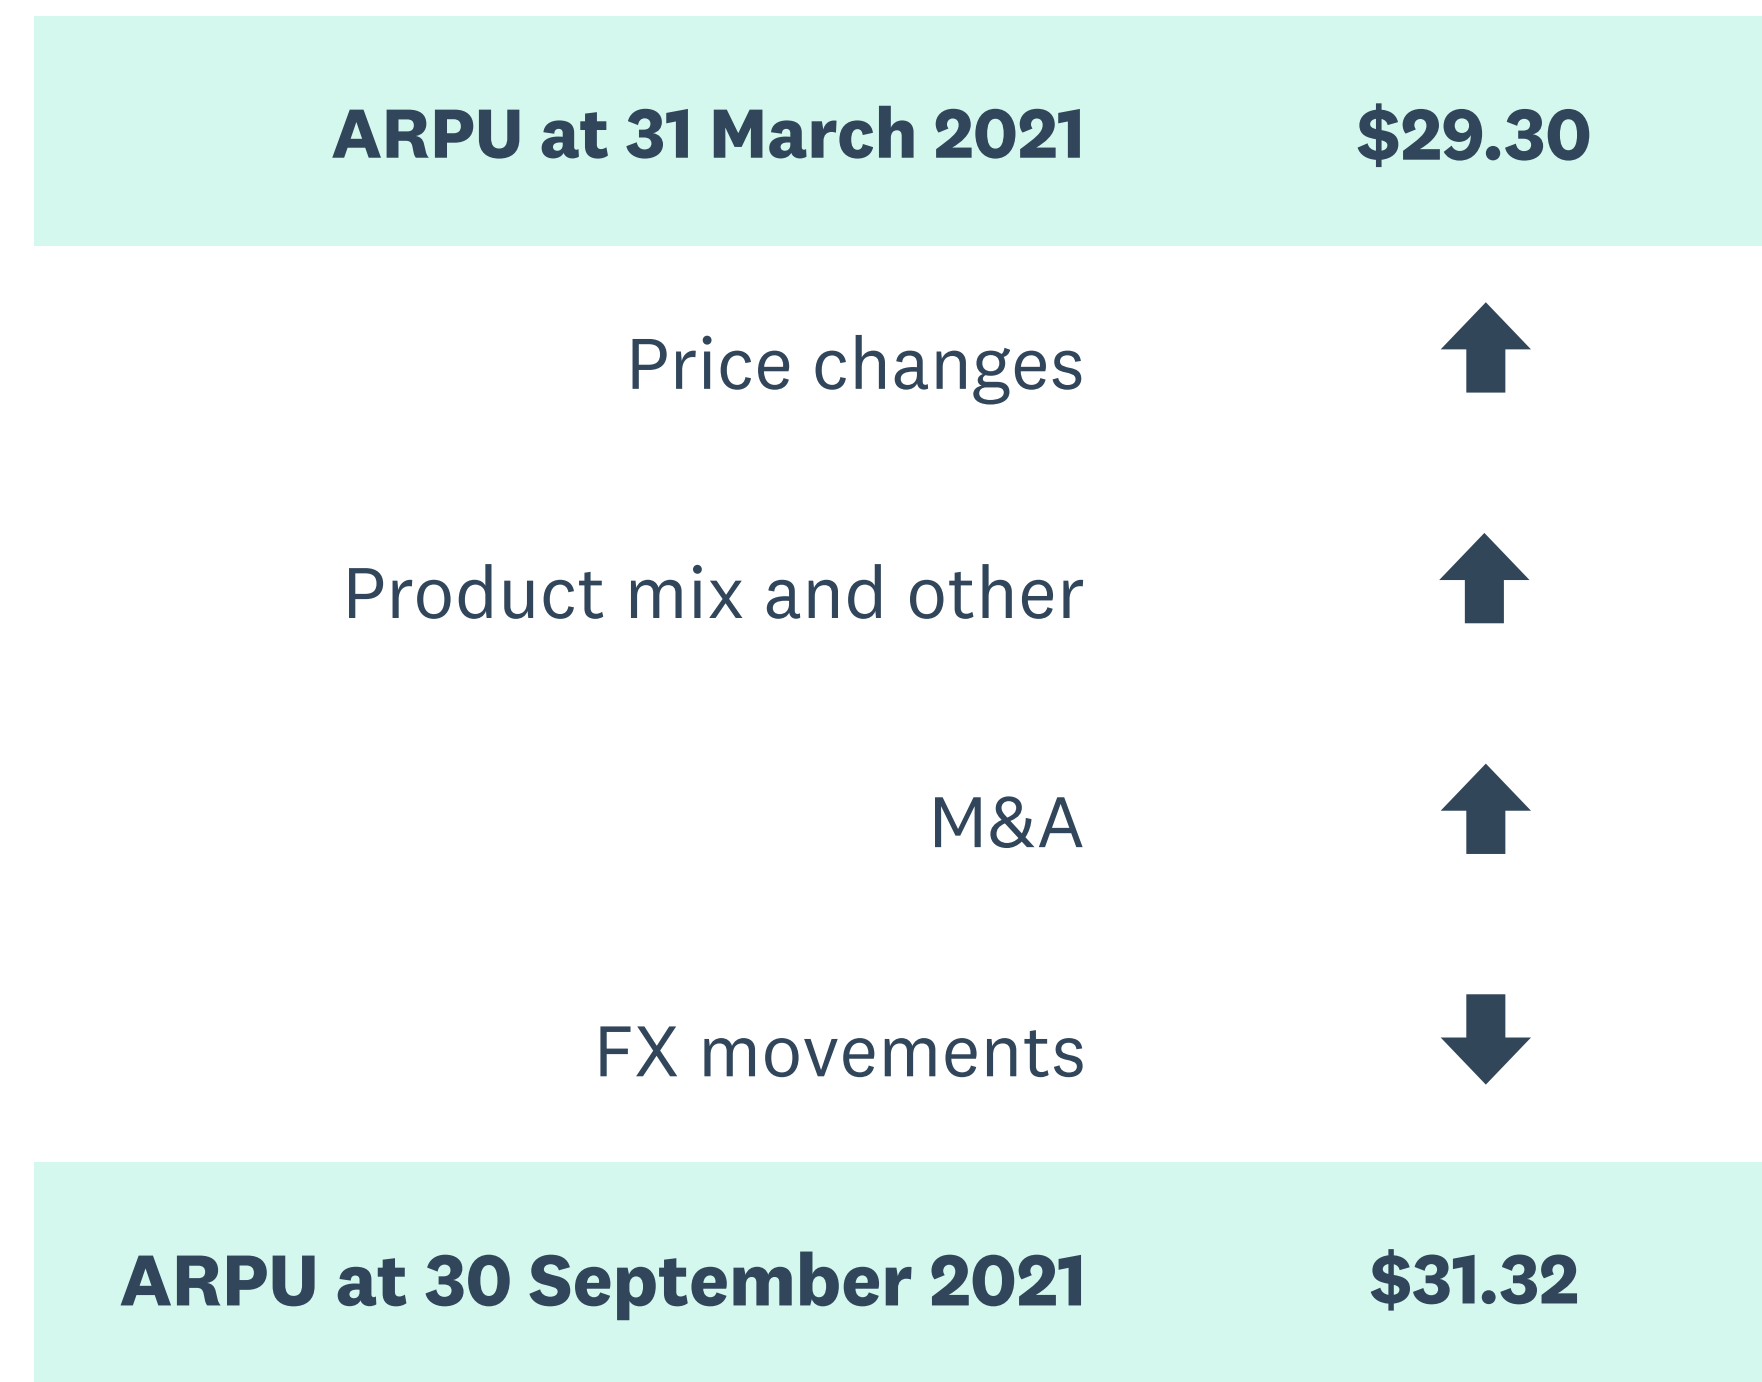 ARPU at 31 March 2021 $29.30
Price changes
Product mix and other
M&A
FX movements
ARPU at 30 September 2021 $31.32